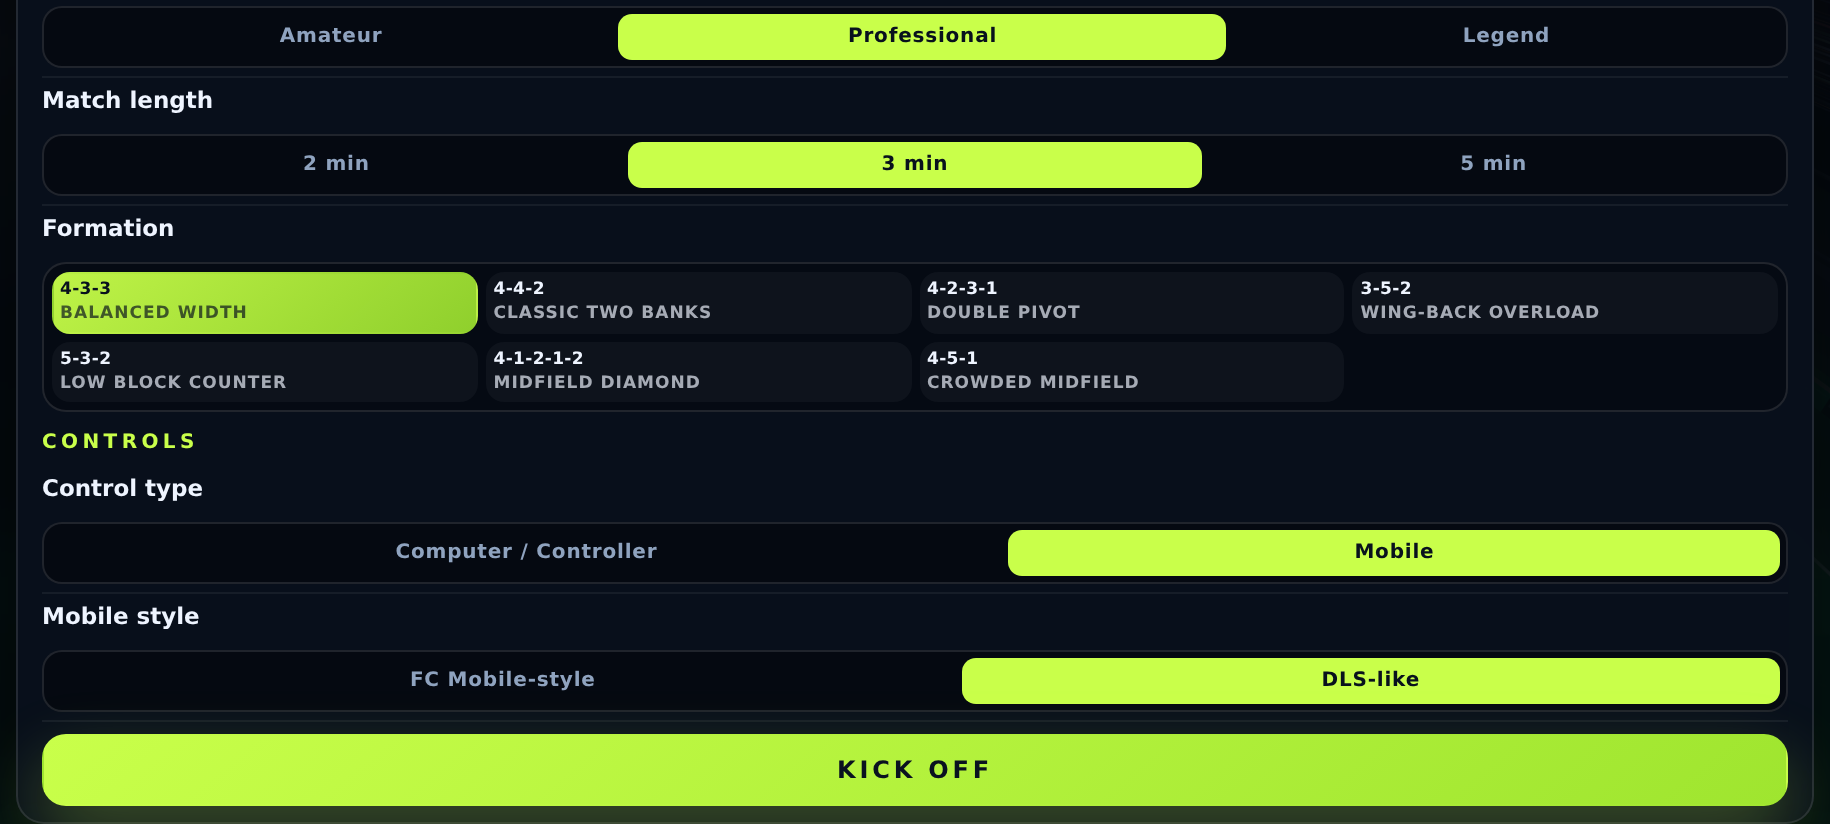 Amateur Professional Legend
Match length
2 min 3 min 5 min
Formation
4-3-3 4-4-2 4-2-3-1 3-5-2
BALANCED WIDTH CLASSIC TWO BANKS DOUBLE PIVOT WING-BACK OVERLOAD
5-3-2 4-1-2-1-2 4-5-1
LOW BLOCK COUNTER MIDFIELD DIAMOND CROWDED MIDFIELD
CONTROLS
Control type
Computer / Controller Mobile
Mobile style
FC Mobile-style DLS-like
KICK OFF